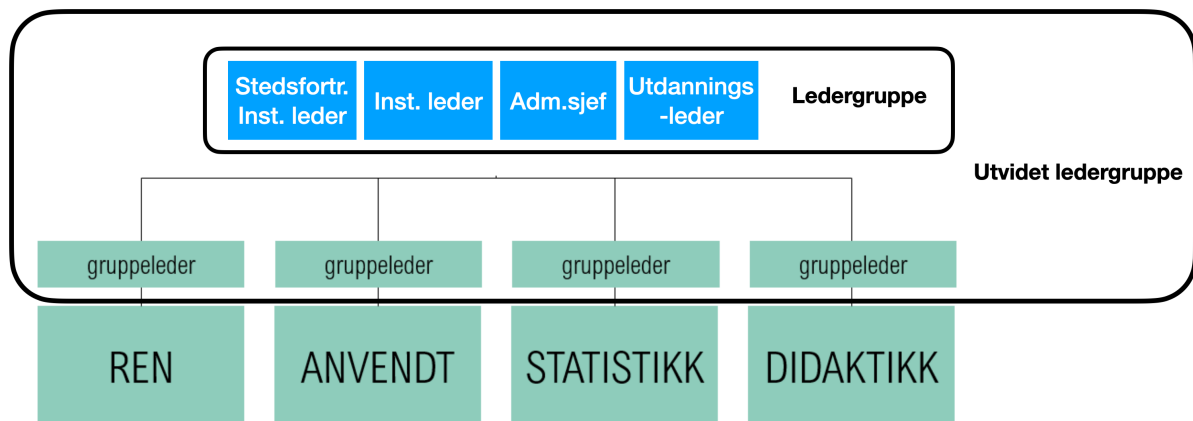 Stedsfortr.
Inst. leder
Inst. leder
Adm.sjef
Utdannings
-leder
Ledergruppe
Utvidet ledergruppe
gruppeleder
gruppeleder
gruppeleder
gruppeleder
REN
ANVENDT
STATISTIKK
DIDAKTIKK